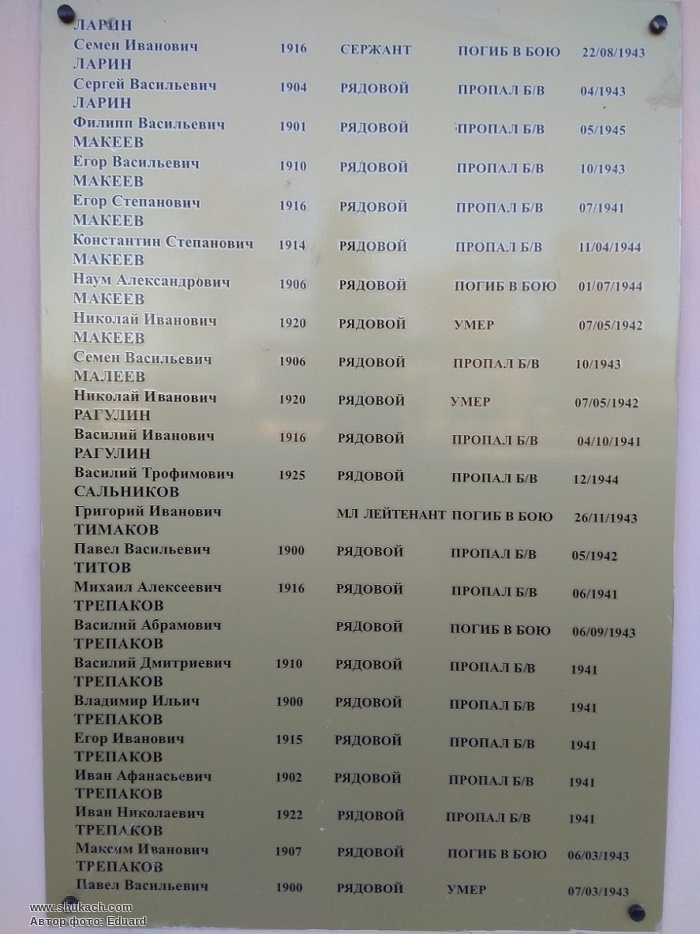 ЛАРИН
Семен Иванович 1916 СЕРЖАНТ ПОГИБ В БОЮ 22/08/1943
ЛАРИН
Сергей Васильевич 1904 РЯДОВОЙ ПРОПАЛ Б/В 04/1943
ЛАРИН
Филипп Васильевич 1901 РЯДОВОЙ ПРОПАЛ Б/В 05/1945
МАКЕЕВ
Егор Васильевич 1910 РЯДОВОЙ ПРОПАЛ Б/В 10/1943
МАКЕЕВ
Егор Степанович 1916 РЯДОВОЙ ПРОПАЛ Б/В 07/1941
МАКЕЕВ
Константин Степанович 1914 РЯДОВОЙ ПРОПАЛ Б/В 11/04/1944
МАКЕЕВ
Наум Александрович 1906 РЯДОВОЙ ПОГИБ В БОЮ 01/07/1944
МАКЕЕВ
Николай Иванович 1920 РЯДОВОЙ УМЕР 07/05/1942
МАКЕЕВ
Семен Васильевич 1906 РЯДОВОЙ ПРОПАЛ Б/В 10/1943
МАЛЕЕВ
Николай Иванович 1920 РЯДОВОЙ УМЕР 07/05/1942
РАГУЛИН
Василий Иванович 1916 РЯДОВОЙ ПРОПАЛ Б/В 04/10/1941
РАГУЛИН
Василий Трофимович 1925 РЯДОВОЙ ПРОПАЛ Б/В 12/1944
САЛЬНИКОВ
Григорий Иванович МЛ ЛЕЙТЕНАНТ ПОГИБ В БОЮ 26/11/1943
ТИМАКОВ
Павел Васильевич 1900 РЯДОВОЙ ПРОПАЛ Б/В 05/1942
ТИТОВ
Михаил Алексеевич 1916 РЯДОВОЙ ПРОПАЛ Б/В 06/1941
ТРЕПАКОВ
Василий Абрамович РЯДОВОЙ ПОГИБ В БОЮ 06/09/1943
ТРЕПАКОВ
Василий Дмитриевич 1910 РЯДОВОЙ ПРОПАЛ Б/В 1941
ТРЕПАКОВ
Владимир Ильич 1900 РЯДОВОЙ ПРОПАЛ Б/В 1941
ТРЕПАКОВ
Егор Иванович 1915 РЯДОВОЙ ПРОПАЛ Б/В 1941
ТРЕПАКОВ
Иван Афанасьевич 1902 РЯДОВОЙ ПРОПАЛ Б/В 1941
ТРЕПАКОВ
Иван Николаевич 1922 РЯДОВОЙ ПРОПАЛ Б/В 1941
ТРЕПАКОВ
Максим Иванович 1907 РЯДОВОЙ ПОГИБ В БОЮ 06/03/1943
ТРЕПАКОВ
Павел Васильевич 1900 РЯДОВОЙ УМЕР 07/03/1943
www.shukach.com
Автор фото: Eduard